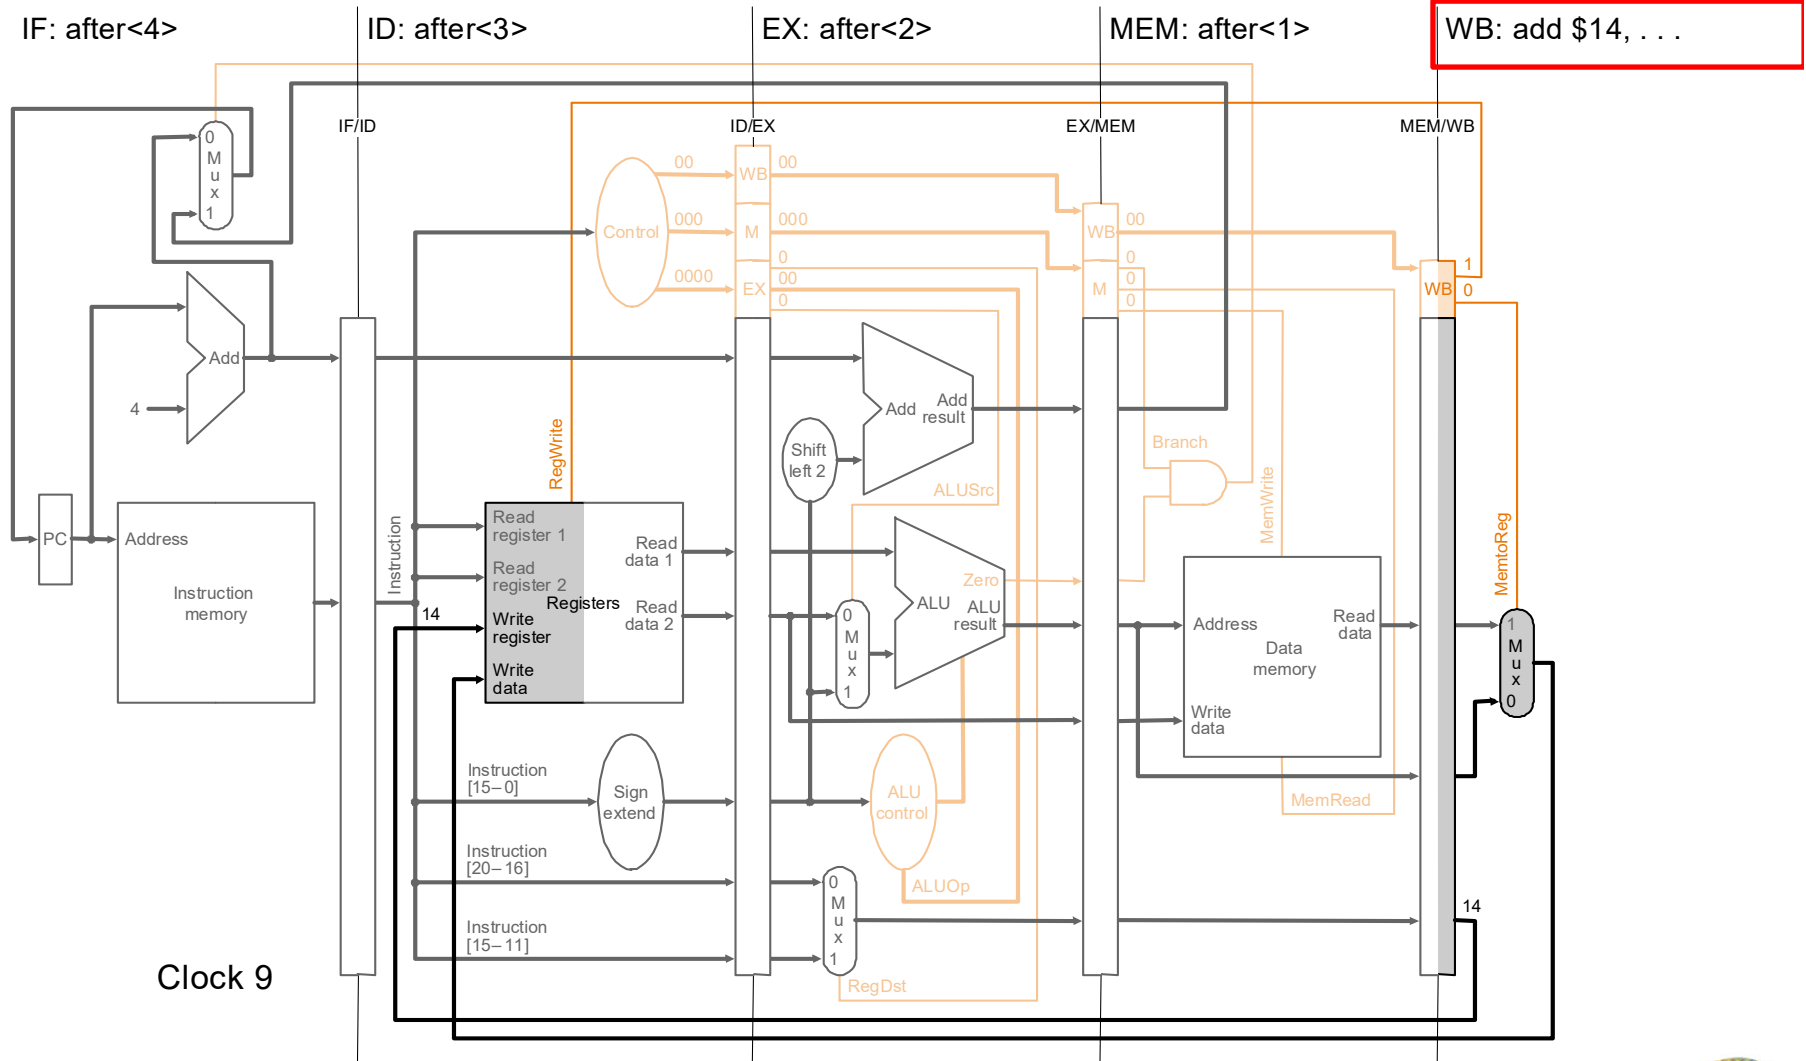 IF: after<4>
ID: after<3>
EX: after<2>
MEM: after<1>
WB: add $14, . . .
IF/ID
ID/EX
EX/MEM
MEM/WB
0
M
u
x
1
Control
00
000
0000
WB
M
EX
00
000
0
00
0
WB
M
00
0
0
0
WB
1
0
Add
4
RegWrite
Shift
left 2
Add
Add
result
Branch
ALUSrc
MemWrite
MemtoReg
PC
Address
Instruction
memory
Instruction
Read
register 1
Read
register 2
Registers
14
Write
register
Write
data
Read
data 1
Read
data 2
0
M
u
x
1
Zero
ALU
ALU
result
Address
Data
memory
Read
data
Write
data
1
M
u
x
0
Instruction
[15–0]
Sign
extend
ALU
control
MemRead
Instruction
[20–16]
0
M
u
x
1
ALUOp
14
Instruction
[15–11]
RegDst
Clock 9